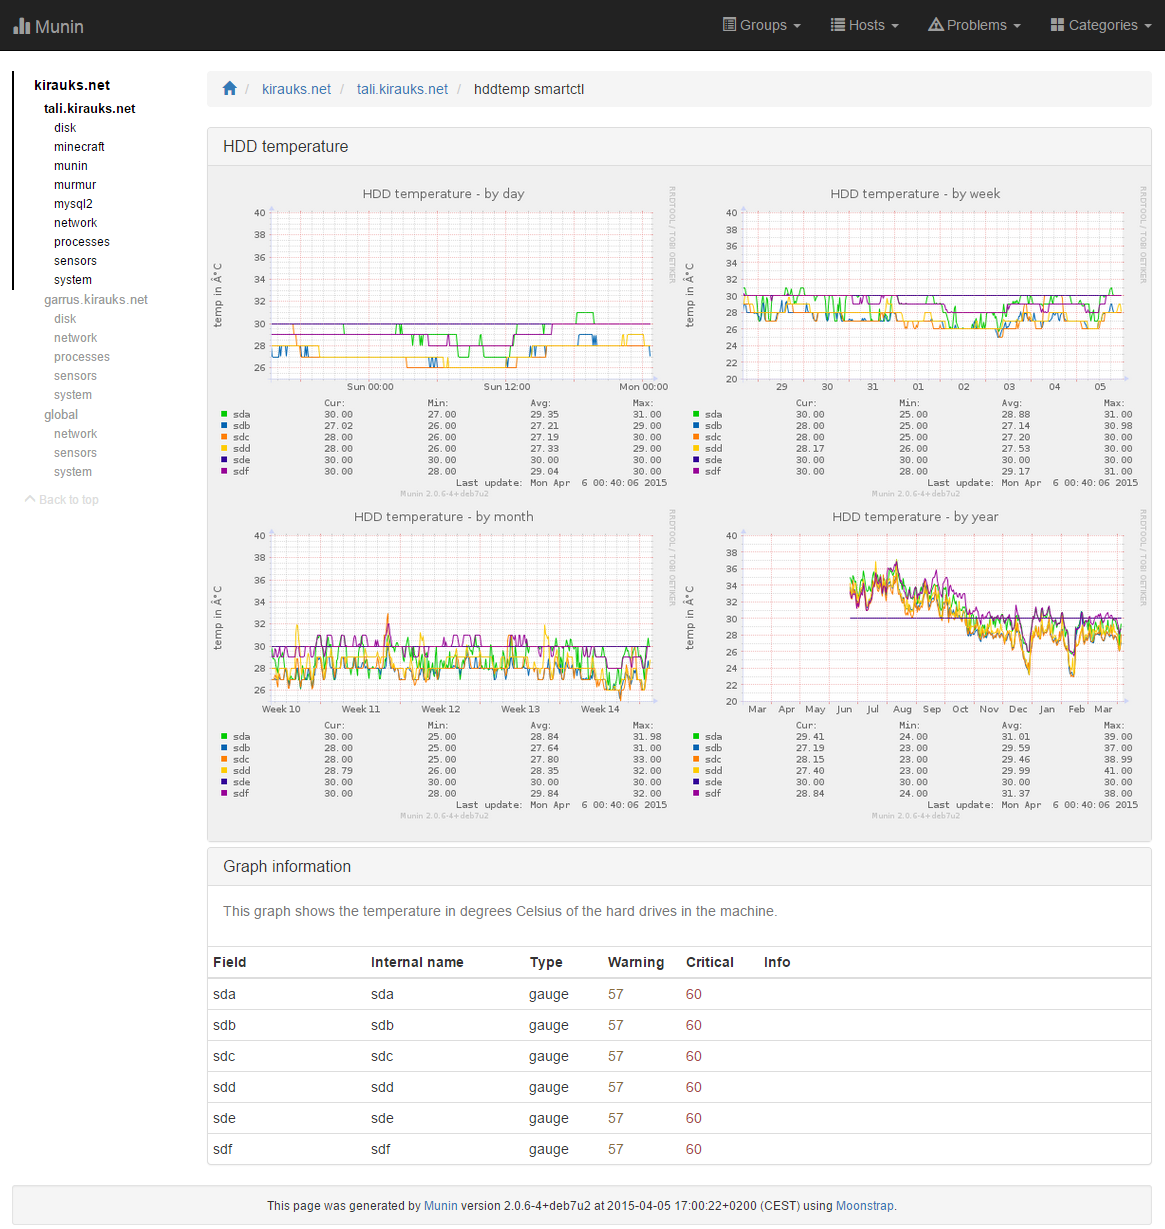 Munin
Groups
Hosts
Problems
Categories
kirauks.net
tali.kirauks.net
disk
minecraft
munin
murmur
mysql2
network
processes
sensors
system
garrus.kirauks.net
disk
network
processes
sensors
system
global
network
sensors
system
Back to top
/ kirauks.net / tali.kirauks.net / hddtemp smartctl
HDD temperature
HDD temperature - by day
RRDTOOL / TOBI OETIKER
temp in Â°C
40
38
36
34
32
30
28
26
Sun 00:00 Sun 12:00 Mon 00:00
Cur: Min: Avg: Max:
sda 30.00 27.00 29.35 31.00
sdb 27.02 26.00 27.21 29.00
sdc 28.00 26.00 27.19 30.00
sdd 28.00 26.00 27.33 29.00
sde 30.00 30.00 30.00 30.00
sdf 30.00 28.00 29.04 30.00
Last update: Mon Apr 6 00:40:06 2015
Munin 2.0.6-4+deb7u2
HDD temperature - by week
RRDTOOL / TOBI OETIKER
temp in Â°C
40
38
36
34
32
30
28
26
24
22
20
29 30 31 01 02 03 04 05
Cur: Min: Avg: Max:
sda 30.00 25.00 28.88 31.00
sdb 28.00 25.00 27.14 30.98
sdc 28.00 25.00 27.20 30.00
sdd 28.17 26.00 27.53 30.00
sde 30.00 30.00 30.00 30.00
sdf 30.00 28.00 29.17 31.00
Last update: Mon Apr 6 00:40:06 2015
Munin 2.0.6-4+deb7u2
HDD temperature - by month
RRDTOOL / TOBI OETIKER
temp in Â°C
40
38
36
34
32
30
28
26
Week 10 Week 11 Week 12 Week 13 Week 14
Cur: Min: Avg: Max:
sda 30.00 25.00 28.84 31.98
sdb 28.00 25.00 27.64 31.00
sdc 28.00 25.00 27.80 33.00
sdd 28.79 26.00 28.35 32.00
sde 30.00 30.00 30.00 30.00
sdf 30.00 28.00 29.84 32.00
Last update: Mon Apr 6 00:40:06 2015
Munin 2.0.6-4+deb7u2
HDD temperature - by year
RRDTOOL / TOBI OETIKER
temp in Â°C
40
38
36
34
32
30
28
26
24
22
20
Mar Apr May Jun Jul Aug Sep Oct Nov Dec Jan Feb Mar
Cur: Min: Avg: Max:
sda 29.41 24.00 31.01 39.00
sdb 27.19 23.00 29.59 37.00
sdc 28.15 23.00 29.46 38.99
sdd 27.40 23.00 29.99 41.00
sde 30.00 30.00 30.00 30.00
sdf 28.84 24.00 31.37 38.00
Last update: Mon Apr 6 00:40:06 2015
Munin 2.0.6-4+deb7u2
Graph information
This graph shows the temperature in degrees Celsius of the hard drives in the machine.
Field Internal name Type Warning Critical Info
sda sda gauge 57 60
sdb sdb gauge 57 60
sdc sdc gauge 57 60
sdd sdd gauge 57 60
sde sde gauge 57 60
sdf sdf gauge 57 60
This page was generated by Munin version 2.0.6-4+deb7u2 at 2015-04-05 17:00:22+0200 (CEST) using Moonstrap.